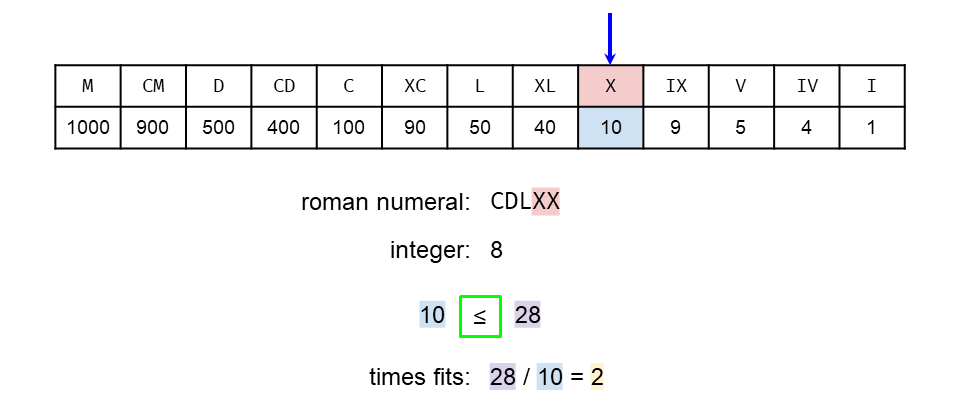 M CM D CD C XC L XL X IX V IV I
1000 900 500 400 100 90 50 40 10 9 5 4 1
roman numeral: CDLXX
integer: 8
10 ≤ 28
times fits: 28 / 10 = 2